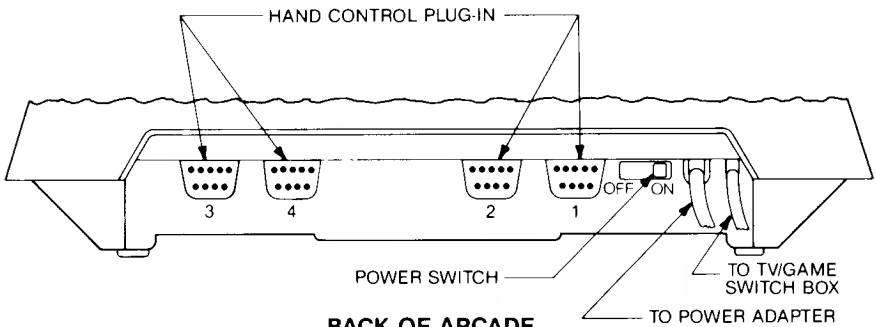 HAND CONTROL PLUG-IN
3 4 2 1 OFF ON
POWER SWITCH
TO TV/GAME
SWITCH BOX
TO POWER ADAPTER
BACK OF ARCADE